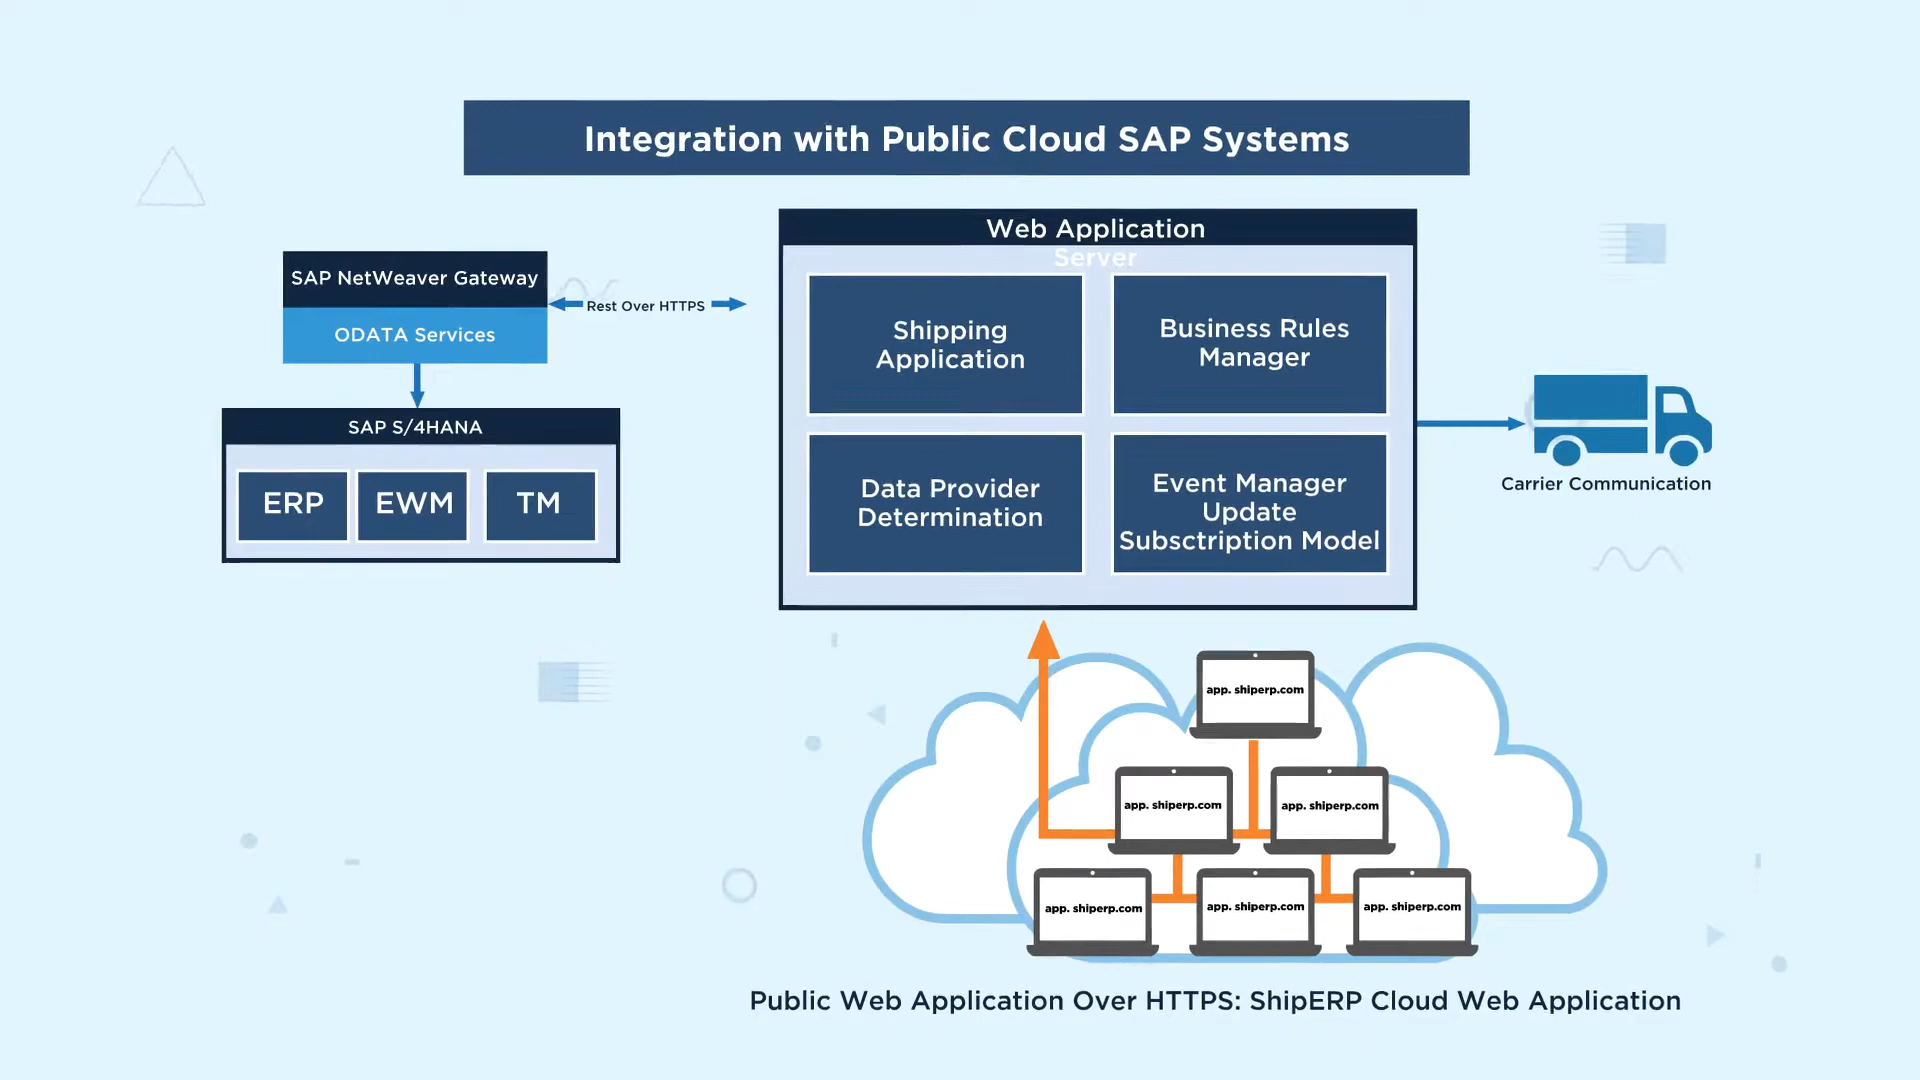 Integration with Public Cloud SAP Systems
Web Application
Server
SAP NetWeaver Gateway
ODATA Services
Rest Over HTTPS
Shipping
Application
Business Rules
Manager
SAP S/4HANA
ERP
EWM
TM
Data Provider
Determination
Event Manager
Update
Subsctription Model
Carrier Communication
app. shiperp.com
app. shiperp.com
app. shiperp.com
app. shiperp.com
app. shiperp.com
app. shiperp.com
Public Web Application Over HTTPS: ShipERP Cloud Web Application